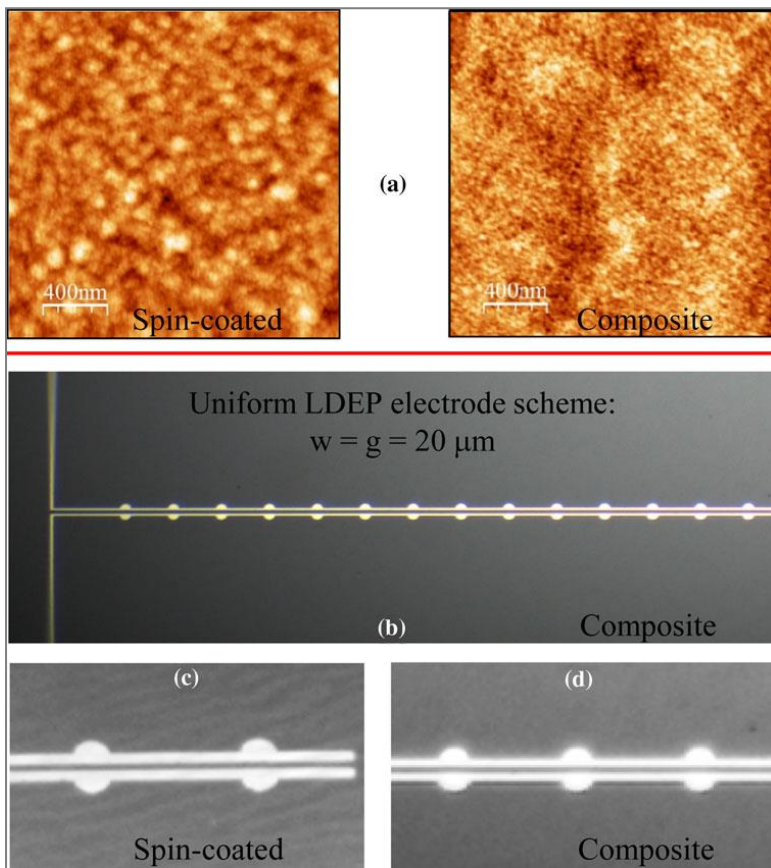 400nm
Spin-coated
(a)
400nm
Composite
Uniform LDEP electrode scheme:
w = g = 20 μm
(b)
Composite
(c)
Spin-coated
(d)
Composite